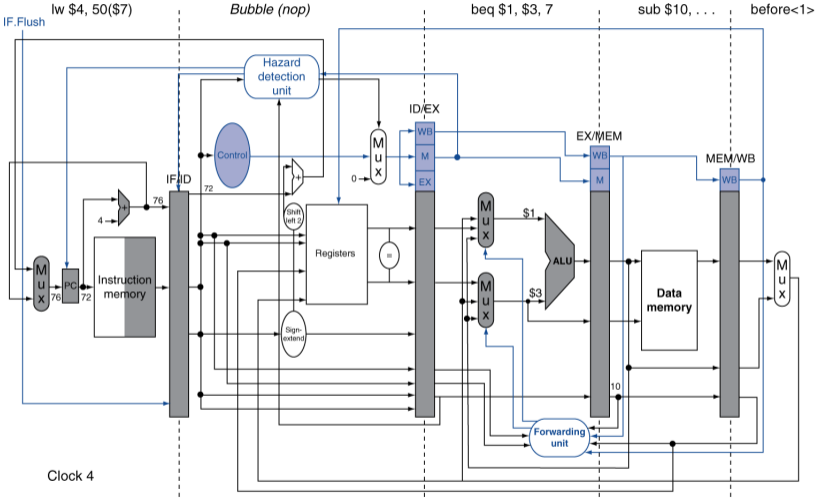 lw $4, 50($7)
Bubble (nop)
beq $1, $3, 7
sub $10, . . .
before<1>
IF.Flush
Hazard
detection
unit
ID/EX
WB
M
EX
EX/MEM
WB
M
MEM/WB
WB
Control
M
u
x
0
IF/ID
72
+
76
4
+
Shift
left 2
Registers
=
M
u
x
$1
ALU
M
u
x
$3
M
u
x
76
PC
72
Instruction
memory
Data
memory
M
u
x
Sign-
extend
10
Forwarding
unit
Clock 4